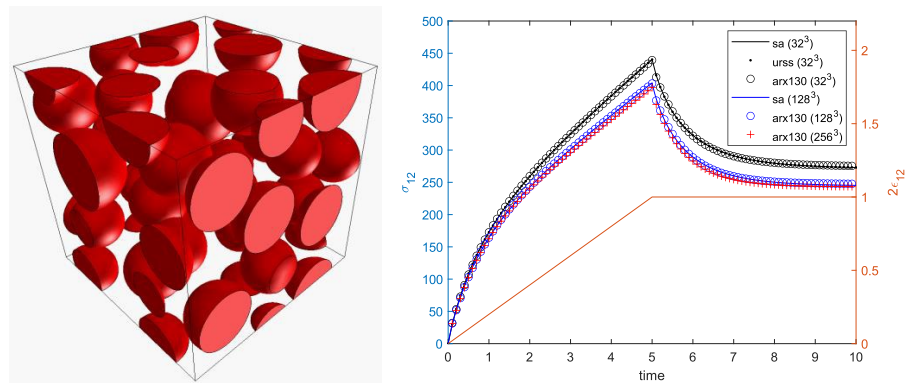 500
450
400
350
300
250
200
150
100
50
0
σ12
sa (32³)
urss (32³)
arx130 (32³)
sa (128³)
arx130 (128³)
arx130 (256³)
2
1.5
1
0.5
0
2ϵ12
0 1 2 3 4 5 6 7 8 9 10
time